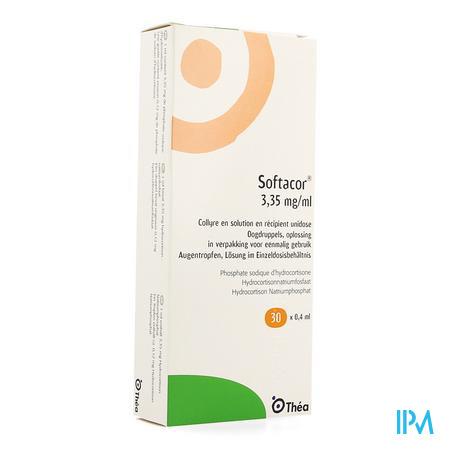 Softacor®
3,35 mg/ml
Collyre en solution en récipient unidose
Oogdruppels, oplossing
in verpakking voor eenmalig gebruik
Augentropfen, Lösung im Einzeldosisbehältnis
Phosphate sodique d'hydrocortisone
Hydrocortisonnatriumfosfaat
Hydrocortison Natriumphosphat
30 x 0,4 ml
Théa
IPM